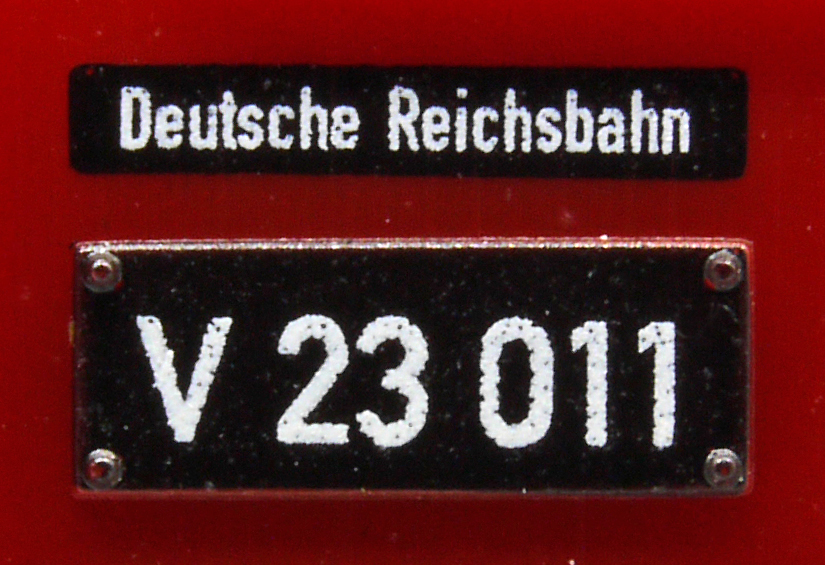 Deutsche Reichsbahn
V 23 011